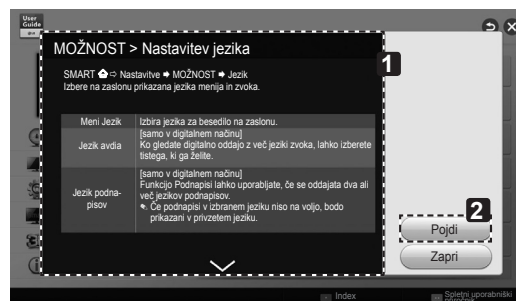 User
Guide
MOŽNOST > Nastavitev jezika
1
SMART ⇨ Nastavitve ➡ MOŽNOST ➡ Jezik
Izbere na zaslonu prikazana jezika menija in zvoka.
Meni Jezik
Izbira jezika za besedilo na zaslonu.
Jezik avdia
[samo v digitalnem načinu]
Ko gledate digitalno oddajo z več jeziki zvoka, lahko izberete
tistega, ki ga želite.
Jezik podna-
pisov
[samo v digitalnem načinu]
Funkcijo Podnapisi lahko uporabljate, če se oddajata dva ali
več jezikov podnapisov.
Če podnapisi v izbranem jeziku niso na voljo, bodo
prikazani v privzetem jeziku.
2
Pojdi
Zapri
Index
Spletni uporabniški